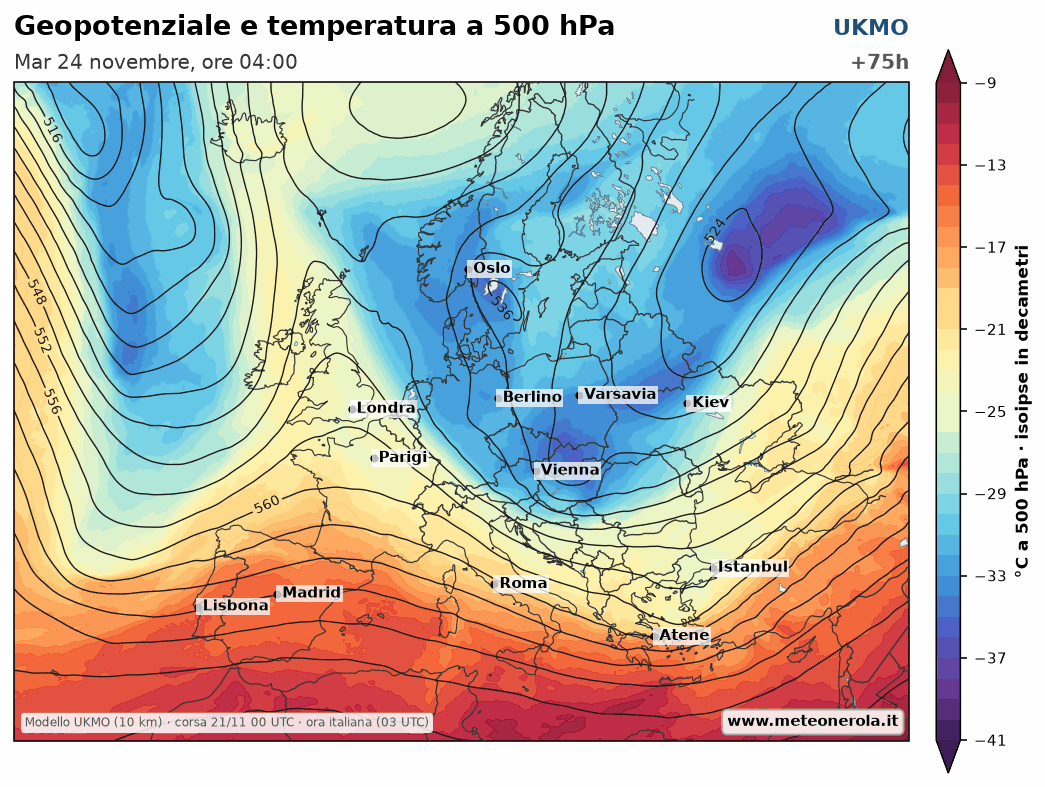 Geopotenziale e temperatura a 500 hPa
UKMO
Mar 24 novembre, ore 04:00
+75h
516
524
548
552
556
536
560
Oslo
Berlino
Varsavia
Kiev
Londra
Parigi
Vienna
Istanbul
Roma
Madrid
Lisbona
Atene
Modello UKMO (10 km) · corsa 21/11 00 UTC · ora italiana (03 UTC)
www.meteonerola.it
−9
−13
−17
−21
−25
−29
−33
−37
−41
°C a 500 hPa · isoipse in decametri